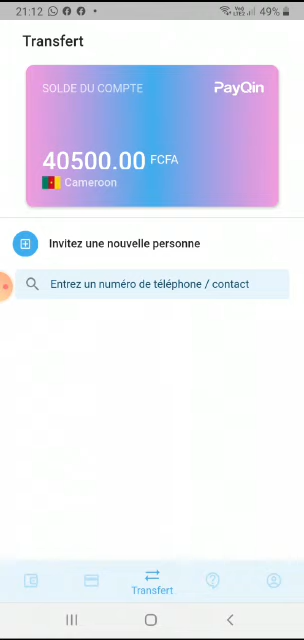 21:12
49%
Transfert
SOLDE DU COMPTE
PayQin
40500.00 FCFA
Cameroon
Invitez une nouvelle personne
Entrez un numéro de téléphone / contact
Transfert